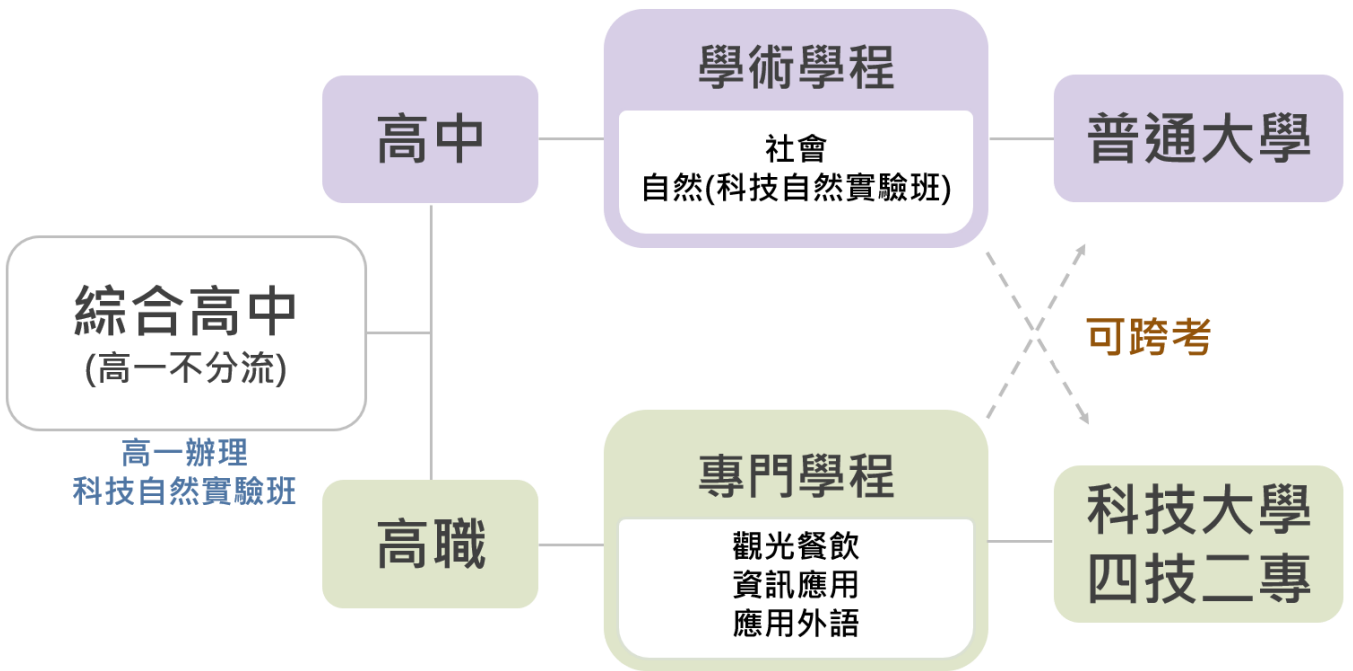 綜合高中
(高一不分流)
高一辦理
科技自然實驗班
高中
學術學程
社會
自然(科技自然實驗班)
普通大學
可跨考
高職
專門學程
觀光餐飲
資訊應用
應用外語
科技大學
四技二專